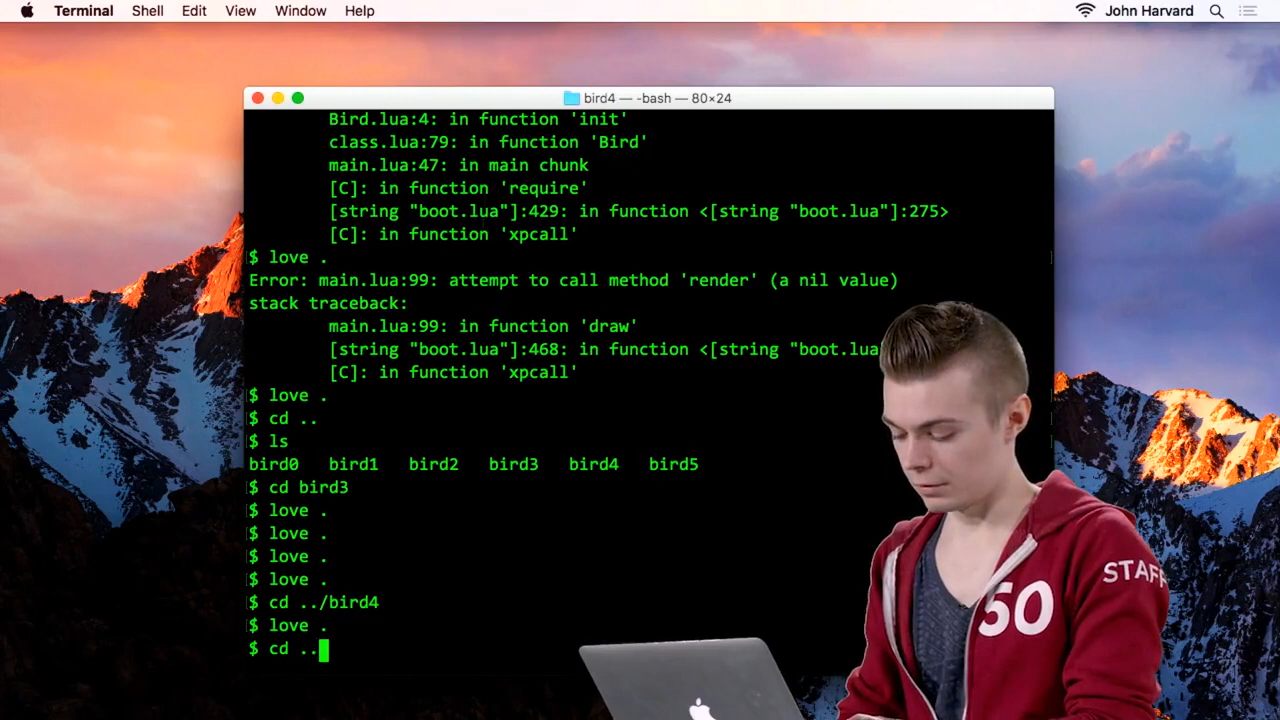 Terminal Shell Edit View Window Help John Harvard
bird4 — -bash — 80×24
Bird.lua:4: in function 'init'
class.lua:79: in function 'Bird'
main.lua:47: in main chunk
[C]: in function 'require'
[string "boot.lua"]:429: in function <[string "boot.lua"]:275>
[C]: in function 'xpcall'
$ love .
Error: main.lua:99: attempt to call method 'render' (a nil value)
stack traceback:
main.lua:99: in function 'draw'
[string "boot.lua"]:468: in function <[string "boot.lua
[C]: in function 'xpcall'
$ love .
$ cd ..
$ ls
bird0 bird1 bird2 bird3 bird4 bird5
$ cd bird3
$ love .
$ love .
$ love .
$ love .
$ cd ../bird4
$ love .
$ cd ..
STAFF
50